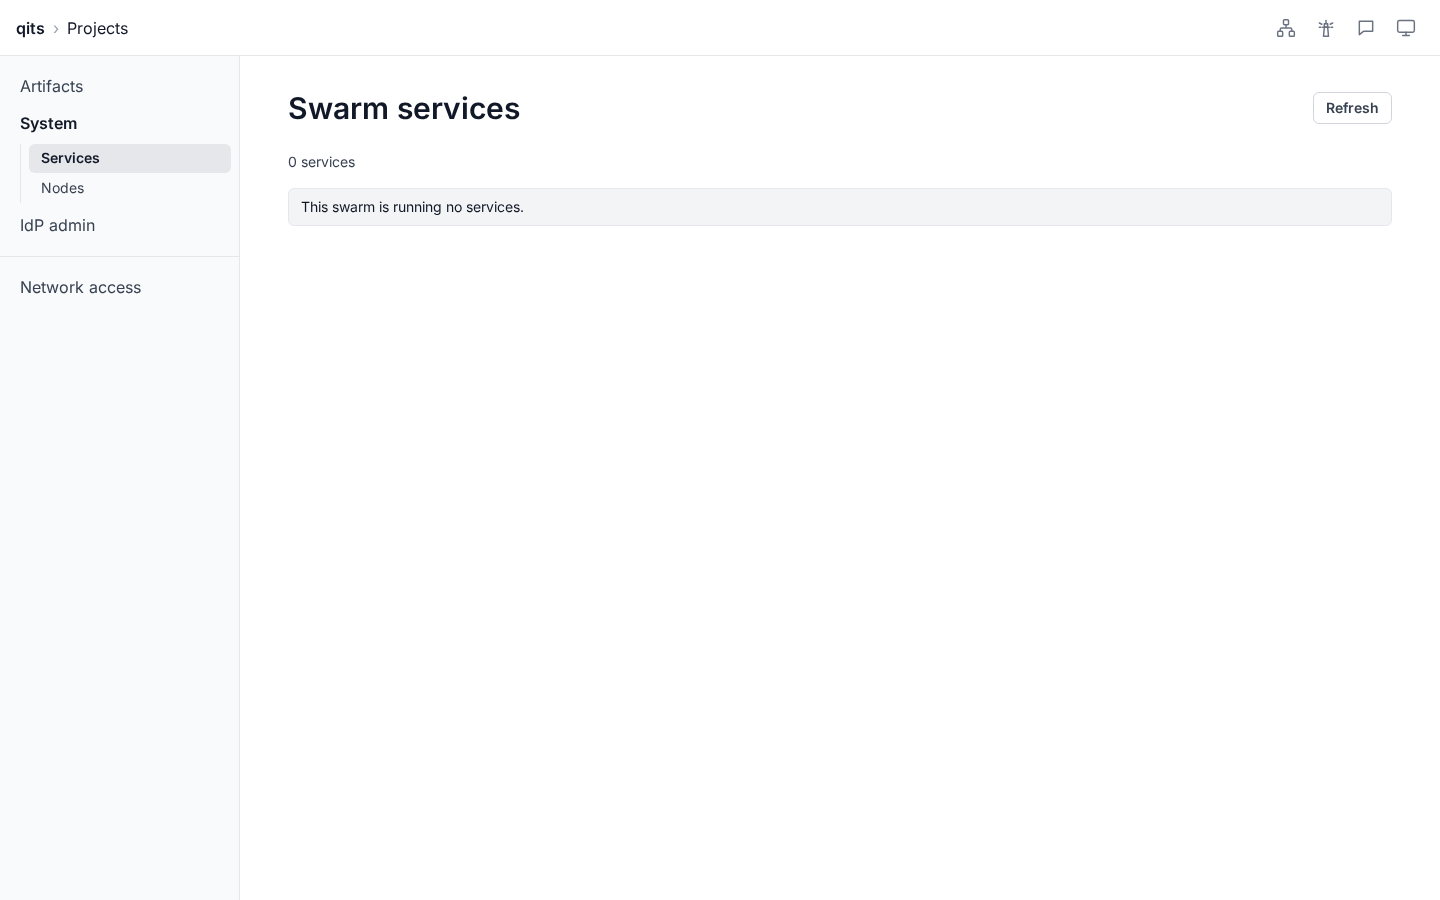 qits › Projects
Artifacts
System
Services
Nodes
IdP admin
Network access
Swarm services
Refresh
0 services
This swarm is running no services.